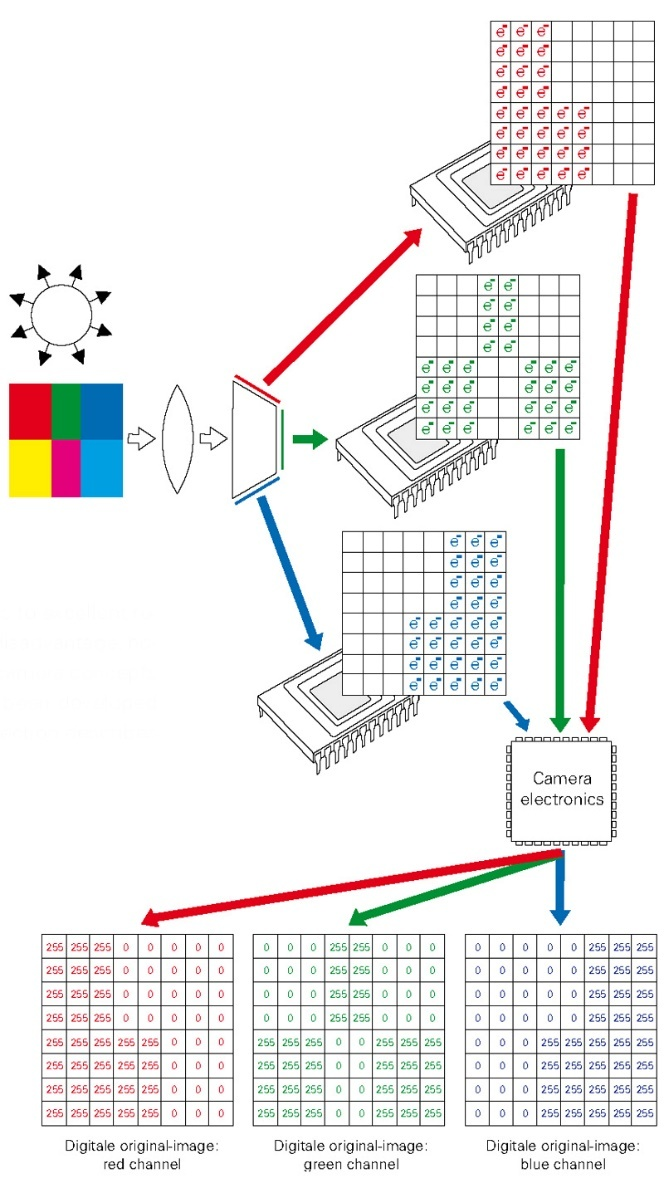 e⁻ e⁻ e⁻
e⁻ e⁻ e⁻
e⁻ e⁻ e⁻
e⁻ e⁻ e⁻
e⁻ e⁻ e⁻ e⁻ e⁻
e⁻ e⁻ e⁻ e⁻ e⁻
e⁻ e⁻ e⁻ e⁻ e⁻
e⁻ e⁻ e⁻ e⁻ e⁻
e⁻ e⁻
e⁻ e⁻
e⁻ e⁻
e⁻ e⁻
e⁻ e⁻ e⁻ e⁻ e⁻ e⁻
e⁻ e⁻ e⁻ e⁻ e⁻ e⁻
e⁻ e⁻ e⁻ e⁻ e⁻ e⁻
e⁻ e⁻ e⁻ e⁻ e⁻ e⁻
e⁻ e⁻ e⁻
e⁻ e⁻ e⁻
e⁻ e⁻ e⁻
e⁻ e⁻ e⁻
e⁻ e⁻ e⁻ e⁻ e⁻
e⁻ e⁻ e⁻ e⁻ e⁻
e⁻ e⁻ e⁻ e⁻ e⁻
e⁻ e⁻ e⁻ e⁻ e⁻
Camera
electronics
255 255 255 0 0 0 0 0
255 255 255 0 0 0 0 0
255 255 255 0 0 0 0 0
255 255 255 0 0 0 0 0
255 255 255 255 255 0 0 0
255 255 255 255 255 0 0 0
255 255 255 255 255 0 0 0
255 255 255 255 255 0 0 0
Digitale original-image:
red channel
0 0 0 255 255 0 0 0
0 0 0 255 255 0 0 0
0 0 0 255 255 0 0 0
0 0 0 255 255 0 0 0
255 255 255 0 0 255 255 255
255 255 255 0 0 255 255 255
255 255 255 0 0 255 255 255
255 255 255 0 0 255 255 255
Digitale original-image:
green channel
0 0 0 0 0 255 255 255
0 0 0 0 0 255 255 255
0 0 0 0 0 255 255 255
0 0 0 0 0 255 255 255
0 0 0 255 255 255 255 255
0 0 0 255 255 255 255 255
0 0 0 255 255 255 255 255
0 0 0 255 255 255 255 255
Digitale original-image:
blue channel